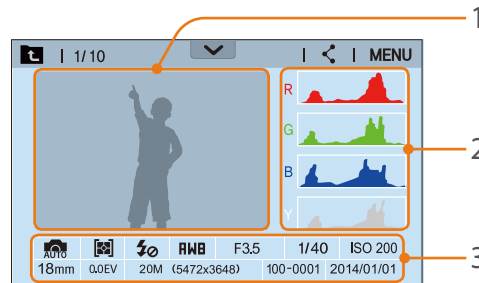 1
1/10 MENU
R
G
2
B
Y
AUTO AWB F3.5 1/40 ISO 200
3
18mm 0.0EV 20M (5472x3648) 100-0001 2014/01/01